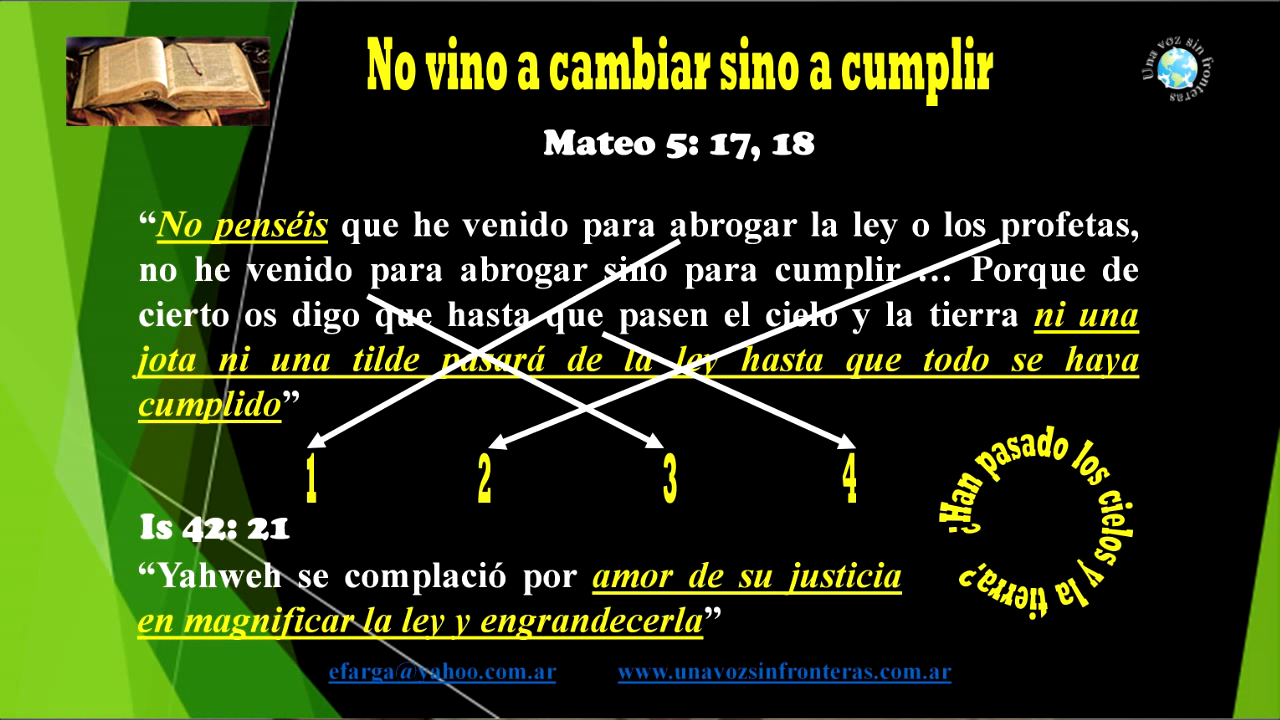 No vino a cambiar sino a cumplir
Una voz sin fronteras
Mateo 5: 17, 18
“No penséis que he venido para abrogar la ley o los profetas,
no he venido para abrogar sino para cumplir … Porque de
cierto os digo que hasta que pasen el cielo y la tierra ni una
jota ni una tilde pasará de la ley hasta que todo se haya
cumplido”
1 2 3 4
¿Han pasado los cielos y la tierra?
Is 42: 21
“Yahweh se complació por amor de su justicia
en magnificar la ley y engrandecerla”
efarga@yahoo.com.ar www.unavozsinfronteras.com.ar